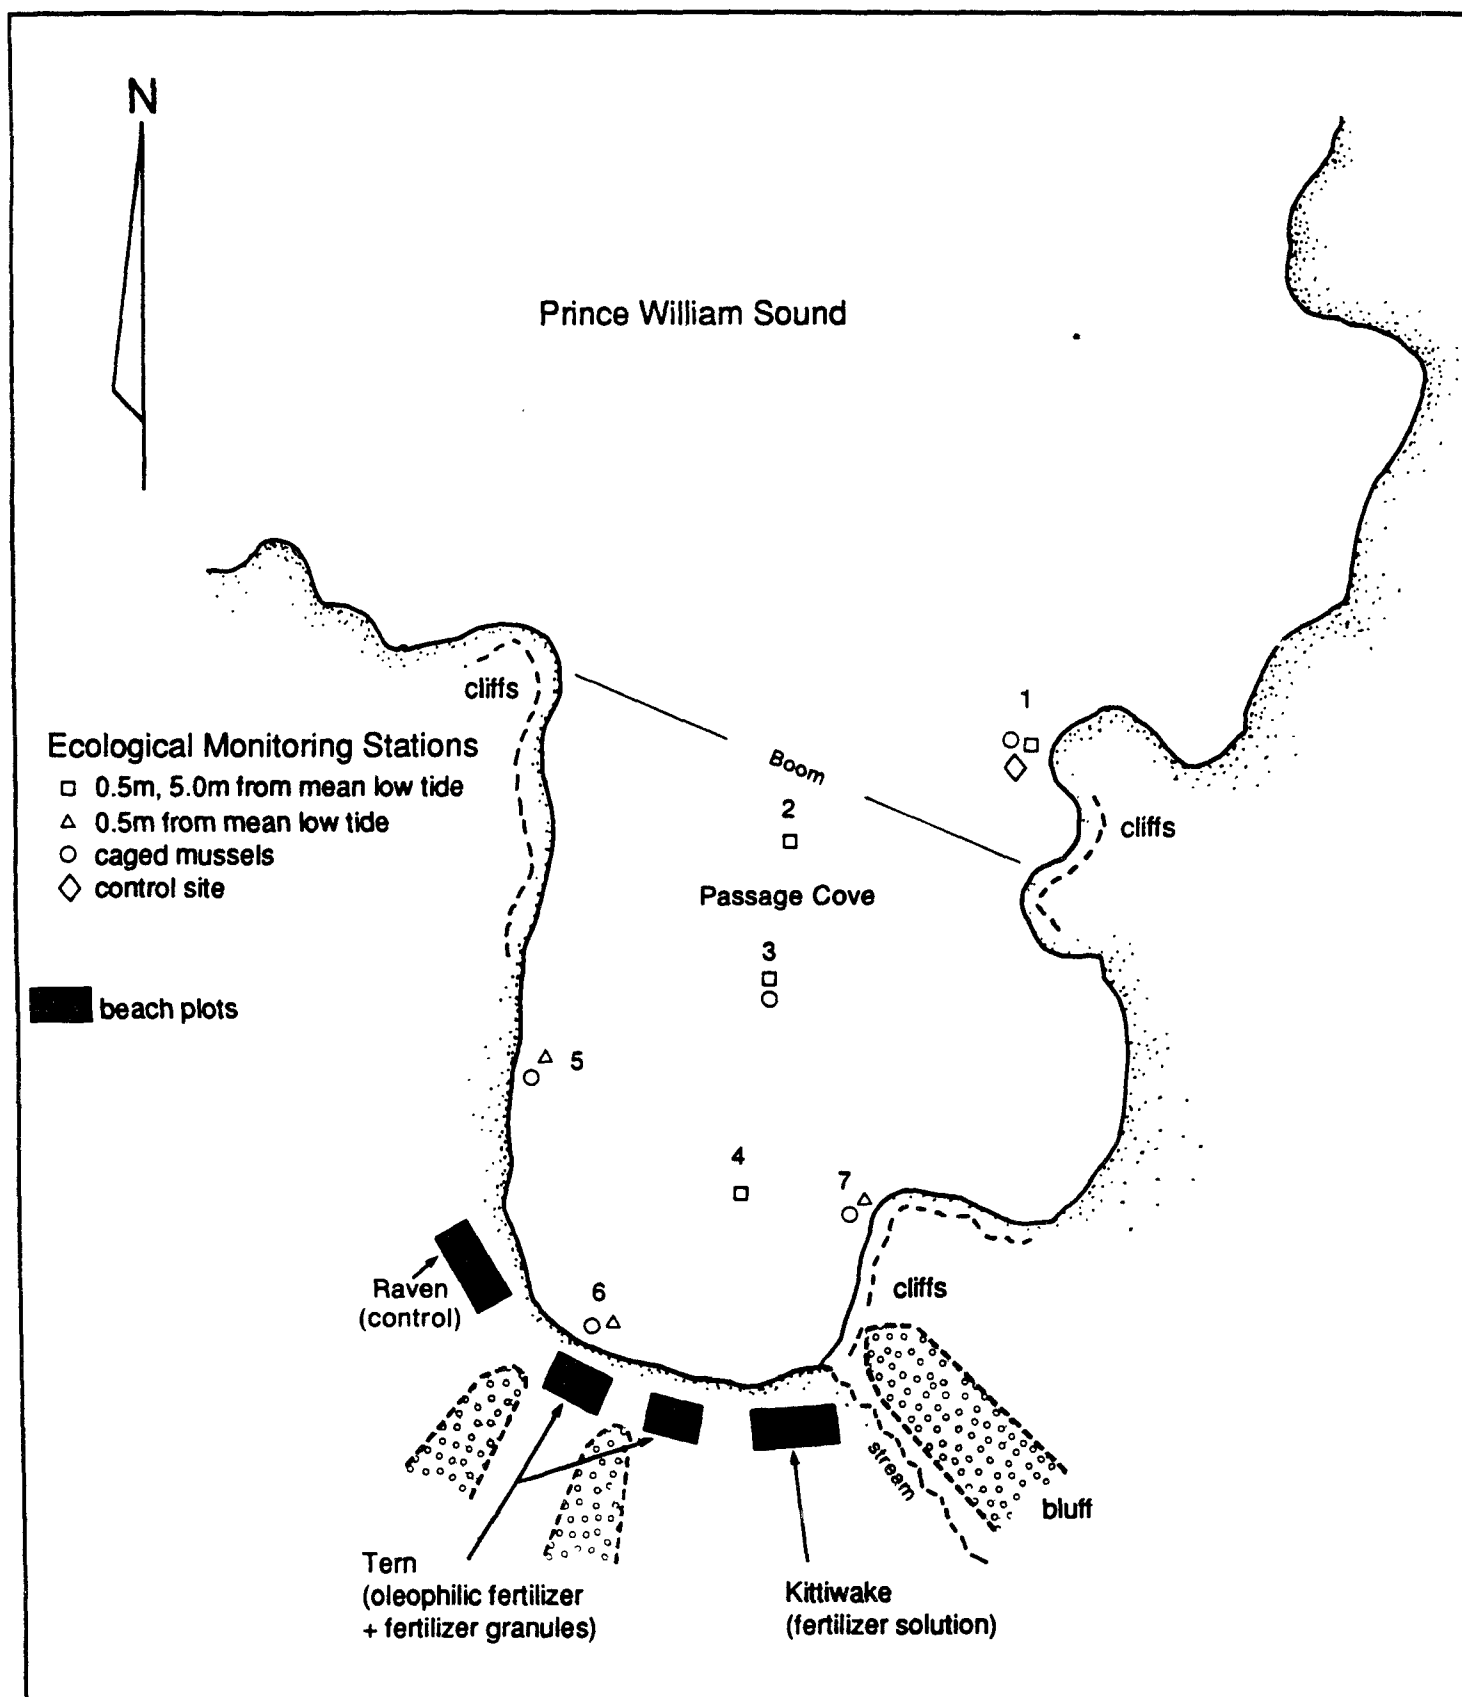 N
Prince William Sound
cliffs
1
Ecological Monitoring Stations
0.5m, 5.0m from mean low tide
0.5m from mean low tide
caged mussels
control site
Boom
2
cliffs
Passage Cove
3
beach plots
5
4
7
Raven
(control)
6
cliffs
stream
bluff
Tern
(oleophilic fertilizer
+ fertilizer granules)
Kittiwake
(fertilizer solution)